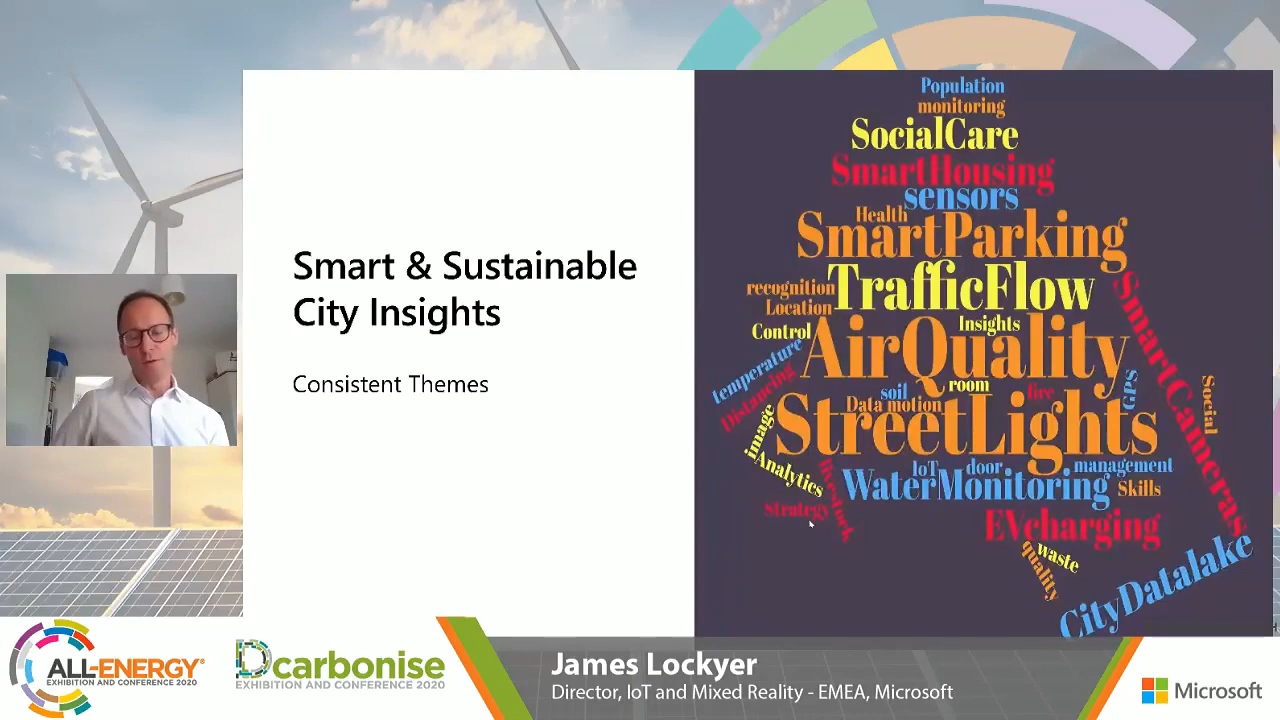 Smart & Sustainable
City Insights
Consistent Themes
Population
monitoring
SocialCare
SmartHousing
sensors
Health
SmartParking
recognition
TrafficFlow
Location
Control
Insights
AirQuality
temperature
Distancing
soil
room
fire
GPS
Social
SmartCameras
Data motion
image
StreetLights
Analytics
livestock
IoT
door
management
WaterMonitoring
Skills
Strategy
EVcharging
quality
waste
CityDatalake
ALL-ENERGY®
EXHIBITION AND CONFERENCE 2020
Dcarbonise
EXHIBITION AND CONFERENCE 2020
James Lockyer
Director, IoT and Mixed Reality - EMEA, Microsoft
Microsoft